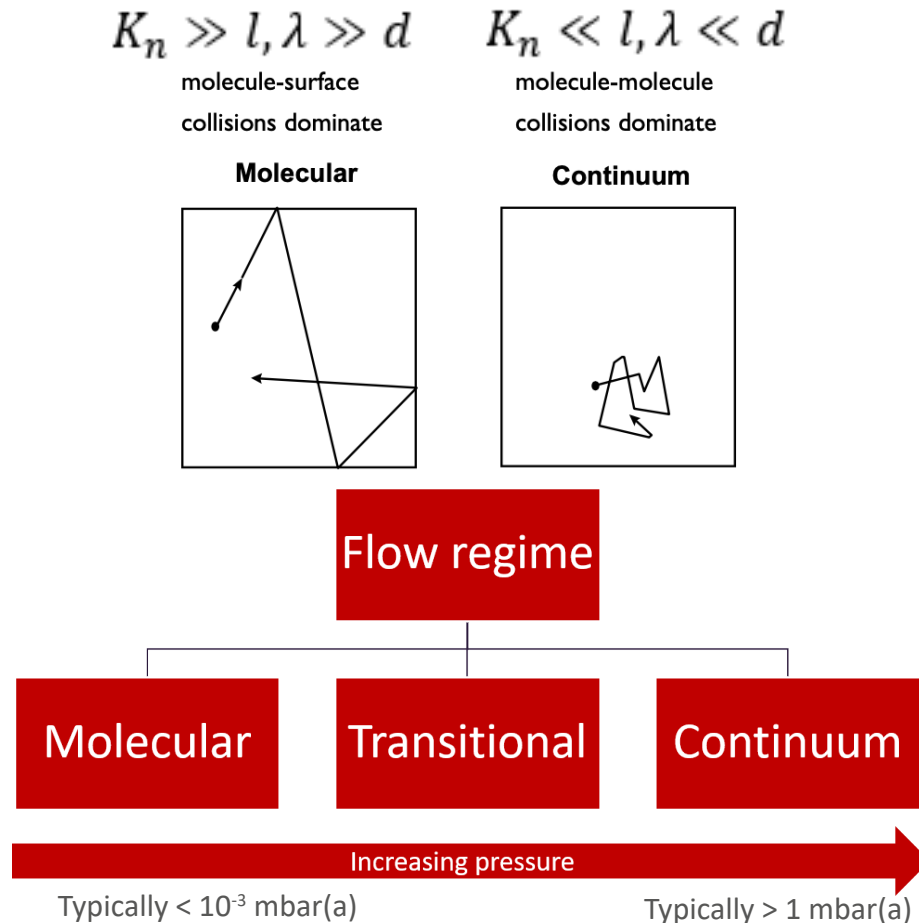 Kₙ ≫ l, λ ≫ d
molecule-surface
collisions dominate
Molecular
Kₙ ≪ l, λ ≪ d
molecule-molecule
collisions dominate
Continuum
Flow regime
Molecular
Transitional
Continuum
Increasing pressure
Typically < 10⁻³ mbar(a)
Typically > 1 mbar(a)